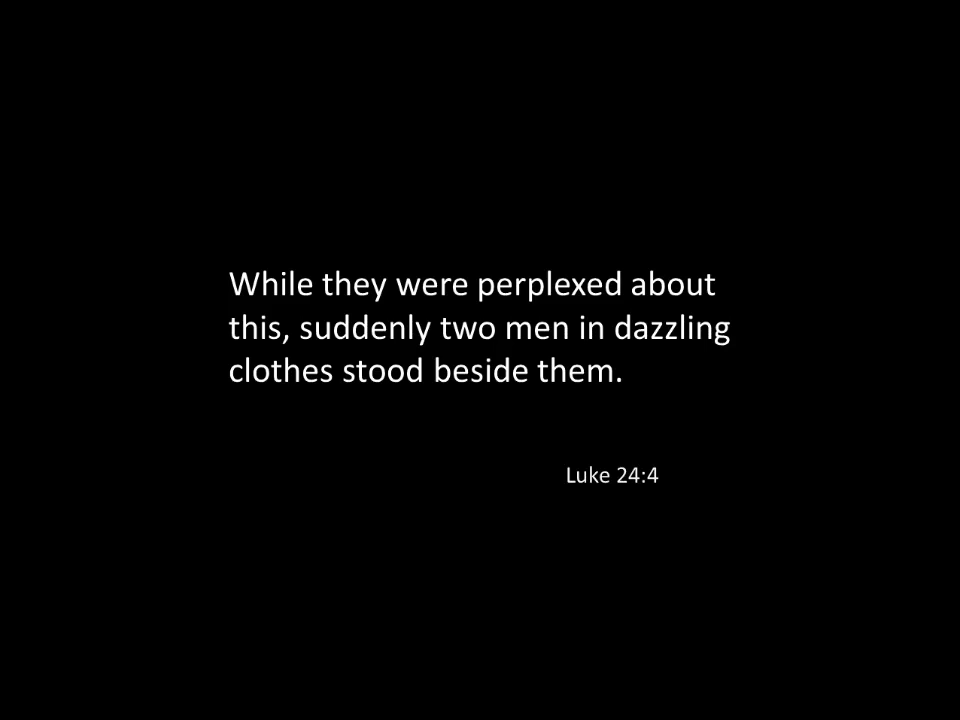 While they were perplexed about
this, suddenly two men in dazzling
clothes stood beside them.
Luke 24:4